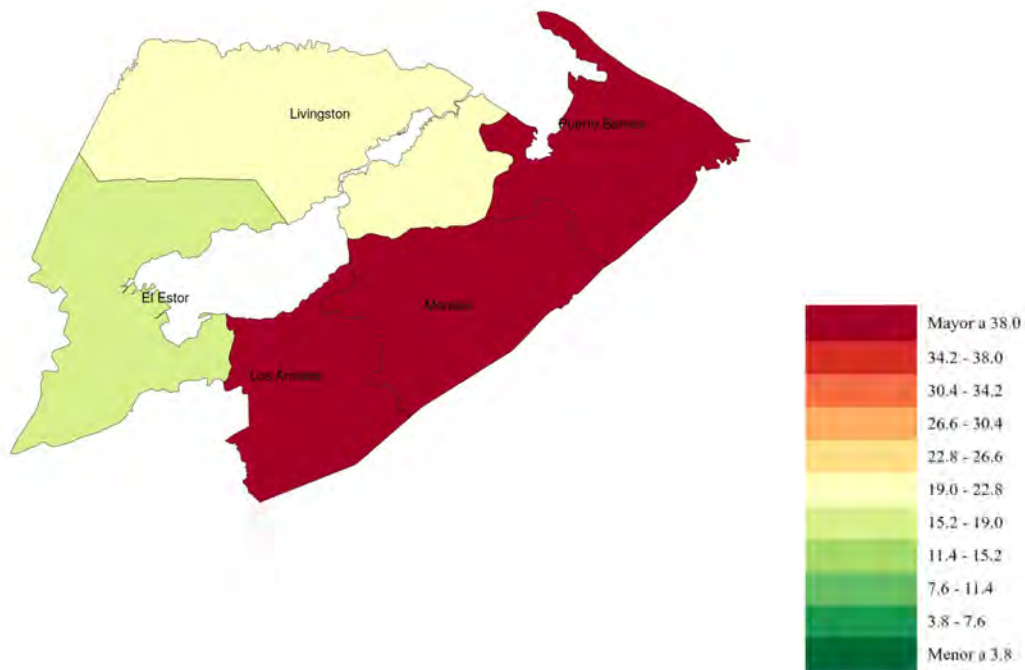 Livingston
Puerto Barrios
El Estor
Morales
Los Amates
Mayor a 38.0
34.2 - 38.0
30.4 - 34.2
26.6 - 30.4
22.8 - 26.6
19.0 - 22.8
15.2 - 19.0
11.4 - 15.2
7.6 - 11.4
3.8 - 7.6
Menor a 3.8